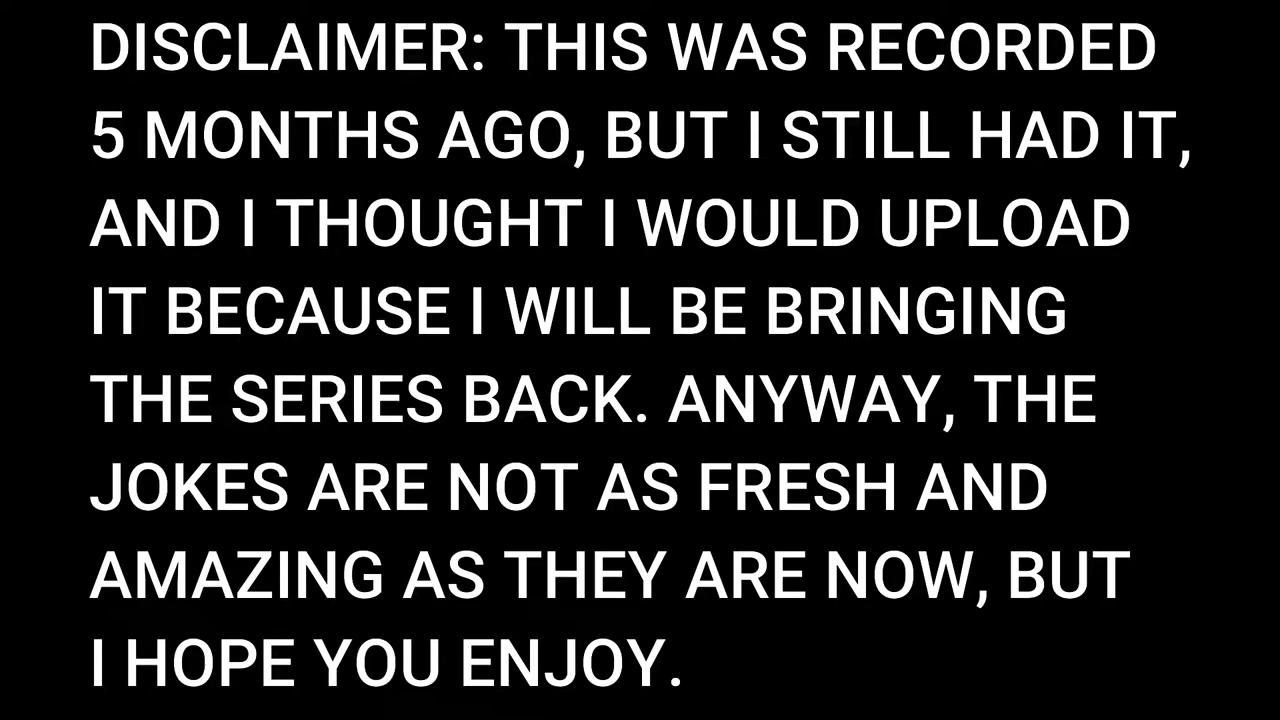 DISCLAIMER: THIS WAS RECORDED
5 MONTHS AGO, BUT I STILL HAD IT,
AND I THOUGHT I WOULD UPLOAD
IT BECAUSE I WILL BE BRINGING
THE SERIES BACK. ANYWAY, THE
JOKES ARE NOT AS FRESH AND
AMAZING AS THEY ARE NOW, BUT
I HOPE YOU ENJOY.